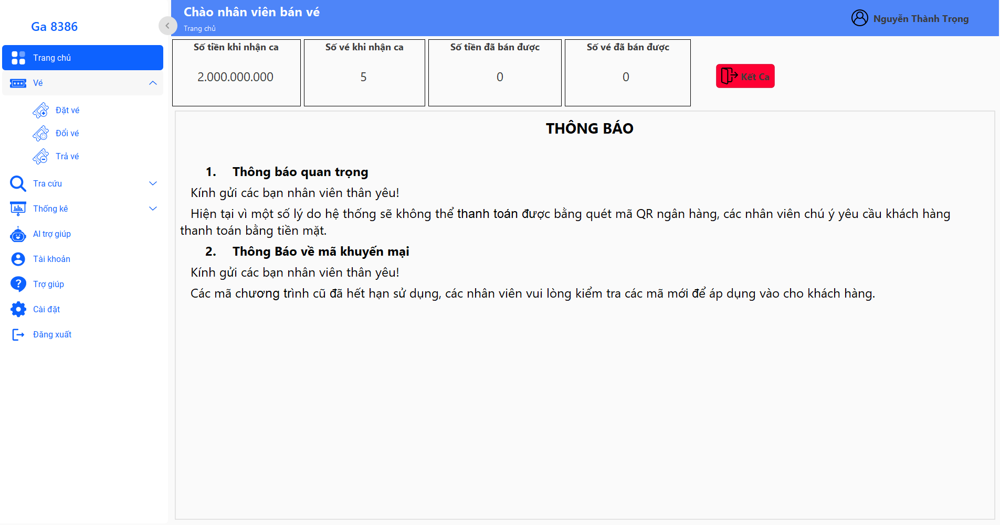 Ga 8386
Trang chủ
Vé
Đặt vé
Đổi vé
Trả vé
Tra cứu
Thống kê
AI trợ giúp
Tài khoản
Trợ giúp
Cài đặt
Đăng xuất
Chào nhân viên bán vé
Trang chủ
Nguyễn Thành Trọng
Số tiền khi nhận ca
2.000.000.000
Số vé khi nhận ca
5
Số tiền đã bán được
0
Số vé đã bán được
0
Kết Ca
THÔNG BÁO
1. Thông báo quan trọng
Kính gửi các bạn nhân viên thân yêu!
Hiện tại vì một số lý do hệ thống sẽ không thể thanh toán được bằng quét mã QR ngân hàng, các nhân viên chú ý yêu cầu khách hàng
thanh toán bằng tiền mặt.
2. Thông Báo về mã khuyến mại
Kính gửi các bạn nhân viên thân yêu!
Các mã chương trình cũ đã hết hạn sử dụng, các nhân viên vui lòng kiểm tra các mã mới để áp dụng vào cho khách hàng.